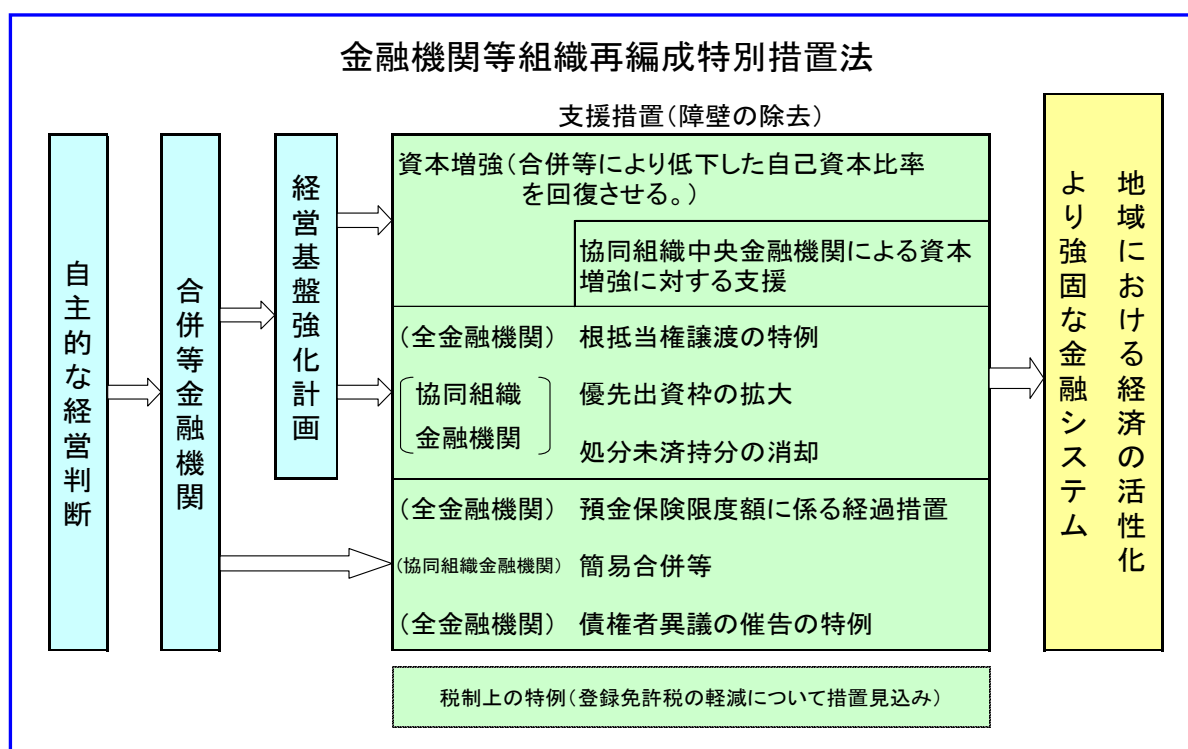 金融機関等組織再編成特別措置法
支援措置(障壁の除去)
自主的な経営判断
合併等金融機関
経営基盤強化計画
資本増強(合併等により低下した自己資本比率
を回復させる。)
協同組織中央金融機関による資本
増強に対する支援
(全金融機関) 根抵当権譲渡の特例
協同組織
金融機関
優先出資枠の拡大
処分未済持分の消却
(全金融機関) 預金保険限度額に係る経過措置
(協同組織金融機関) 簡易合併等
(全金融機関) 債権者異議の催告の特例
税制上の特例(登録免許税の軽減について措置見込み)
地域における経済の活性化
より強固な金融システム